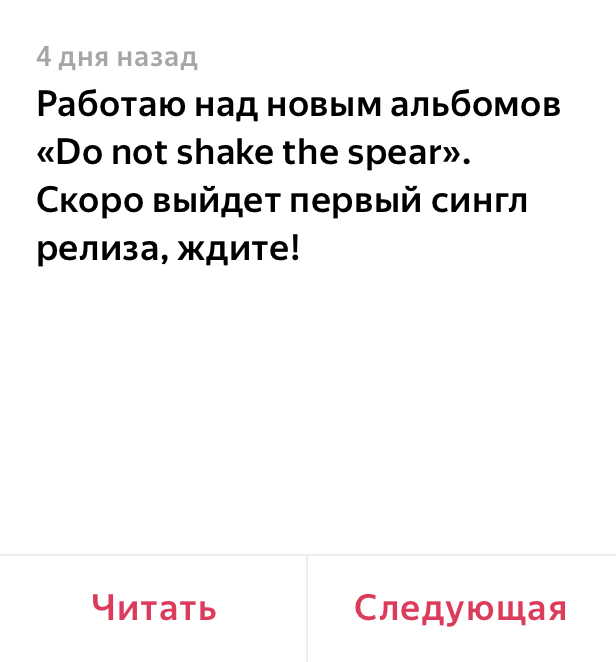 4 дня назад
Работаю над новым альбомов
«Do not shake the spear».
Скоро выйдет первый сингл
релиза, ждите!
Читать
Следующая